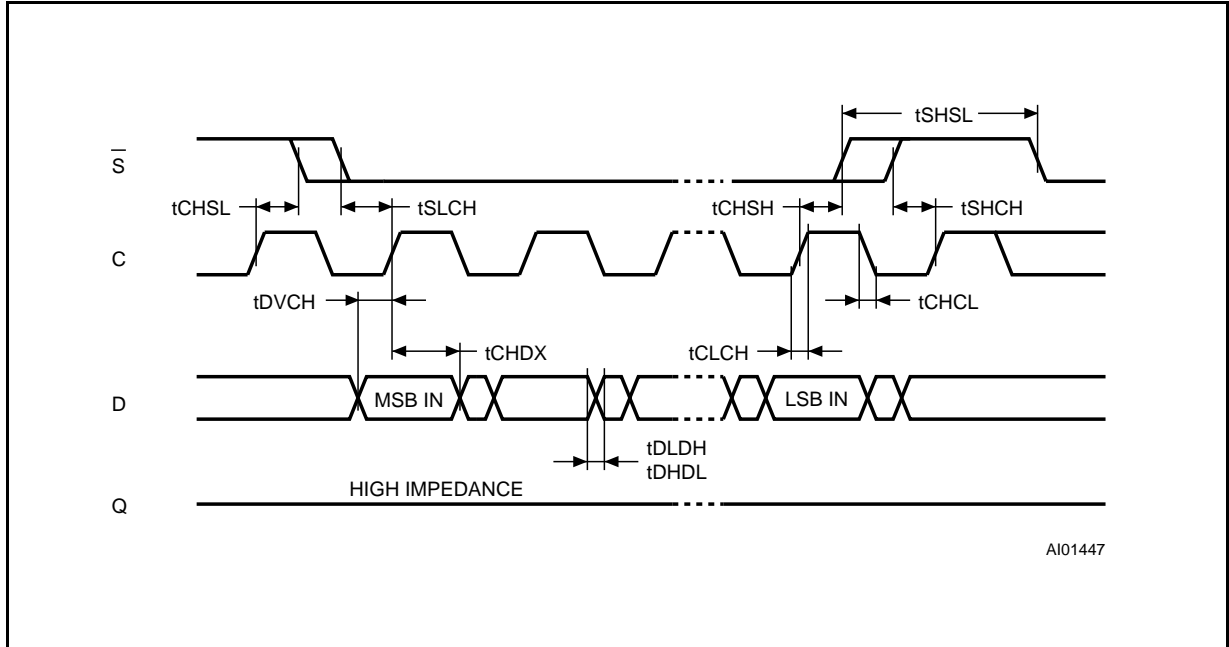 tSHSL
S̅
tCHSL tSLCH tCHSH tSHCH
C
tDVCH tCHCL
tCHDX tCLCH
D MSB IN LSB IN
tDLDH
tDHDL
HIGH IMPEDANCE
Q
AI01447